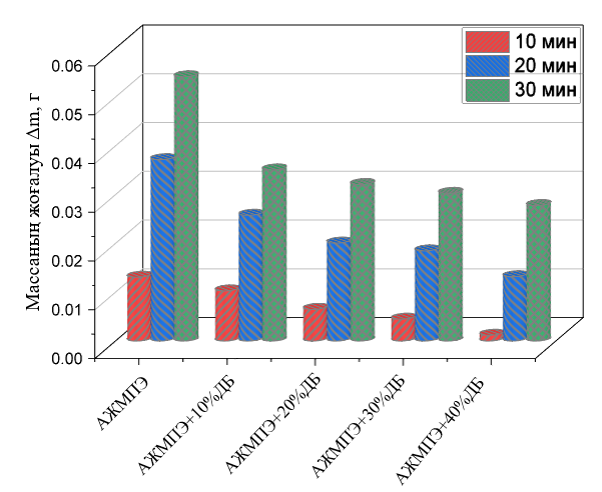 10 мин
20 мин
30 мин
Массаның жоғалуы Δm, г
0.06
0.05
0.04
0.03
0.02
0.01
0.00
АЖМПЭ
АЖМПЭ+10%ДБ
АЖМПЭ+20%ДБ
АЖМПЭ+30%ДБ
АЖМПЭ+40%ДБ